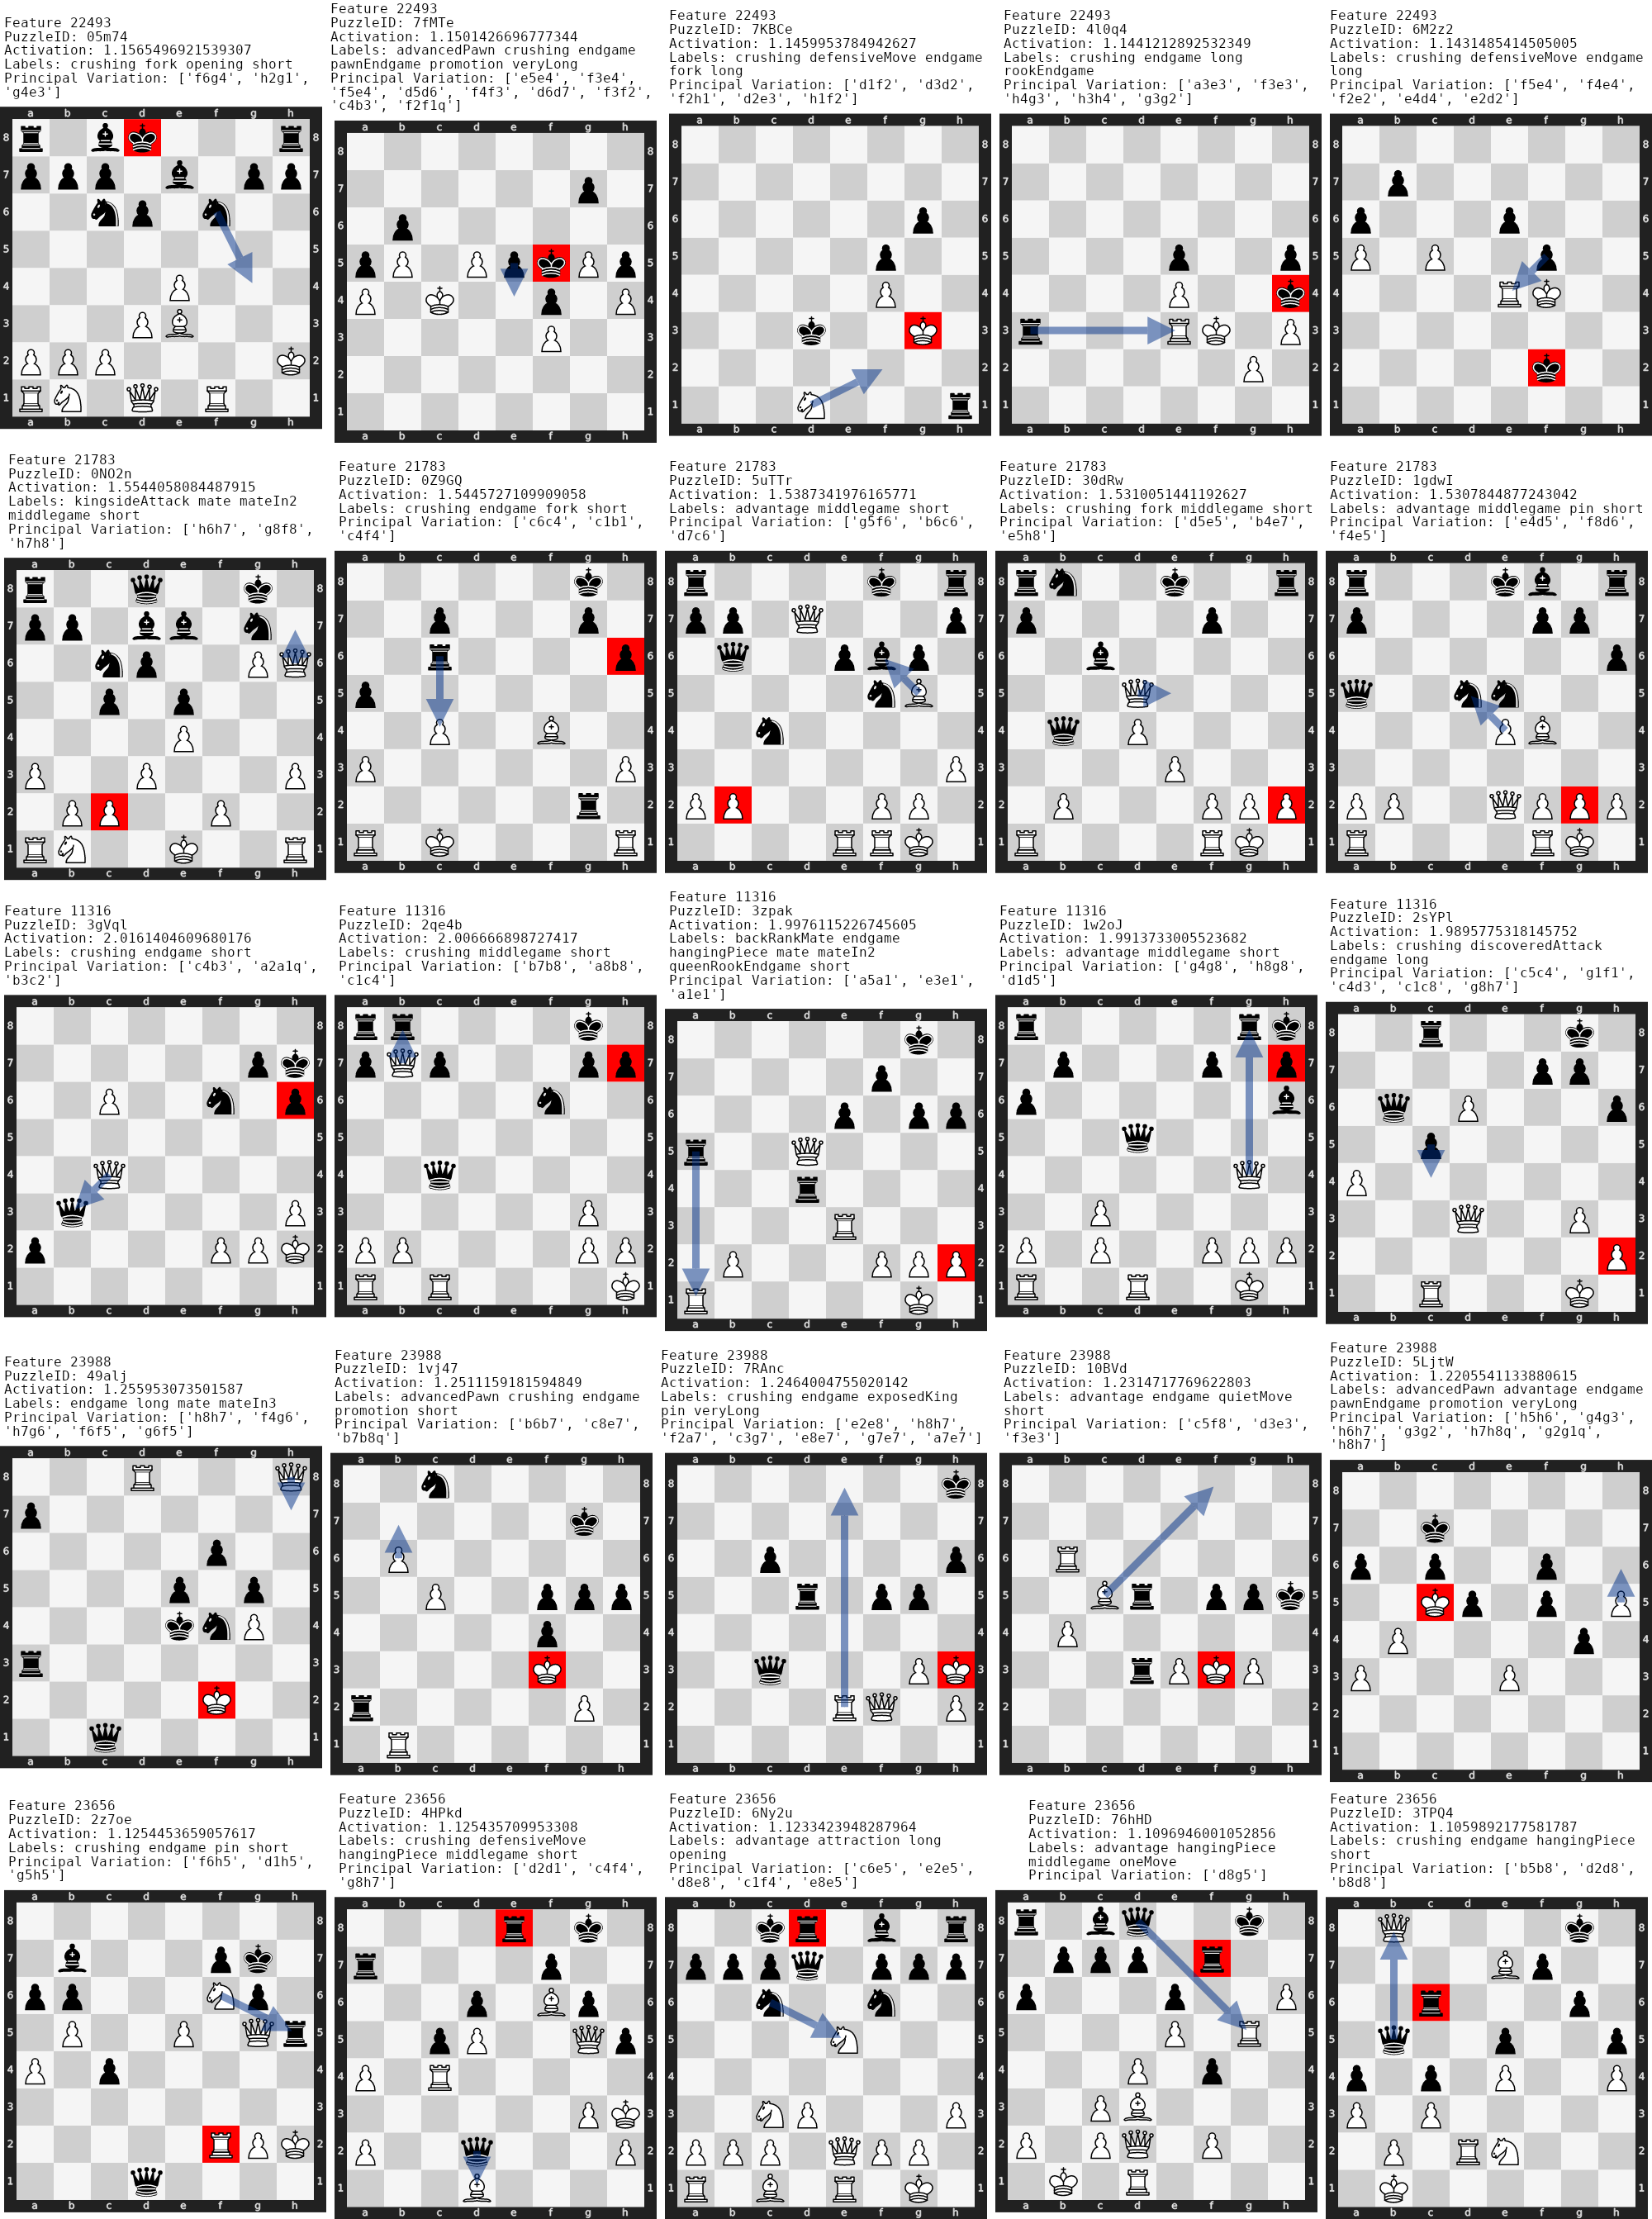 Feature 22493
PuzzleID: 05m74
Activation: 1.1565496921539307
Labels: crushing fork opening short
Principal Variation: ['f6g4', 'h2g1',
'g4e3']
Feature 22493
PuzzleID: 7fMTe
Activation: 1.1501426696777344
Labels: advancedPawn crushing endgame
pawnEndgame promotion veryLong
Principal Variation: ['e5e4', 'f3e4',
'f5e4', 'd5d6', 'f4f3', 'd6d7', 'f3f2',
'c4b3', 'f2f1q']
Feature 22493
PuzzleID: 7KBCe
Activation: 1.1459953784942627
Labels: crushing defensiveMove endgame
fork long
Principal Variation: ['d1f2', 'd3d2',
'f2h1', 'd2e3', 'h1f2']
Feature 22493
PuzzleID: 4l0q4
Activation: 1.1441212892532349
Labels: crushing endgame long
rookEndgame
Principal Variation: ['a3e3', 'f3e3',
'h4g3', 'h3h4', 'g3g2']
Feature 22493
PuzzleID: 6M2z2
Activation: 1.1431485414505005
Labels: crushing defensiveMove endgame
long
Principal Variation: ['f5e4', 'f4e4',
'f2e2', 'e4d4', 'e2d2']
Feature 21783
PuzzleID: 0NO2n
Activation: 1.5544058084487915
Labels: kingsideAttack mate mateIn2
middlegame short
Principal Variation: ['h6h7', 'g8f8',
'h7h8']
Feature 21783
PuzzleID: 0Z9GQ
Activation: 1.5445727109909058
Labels: crushing endgame fork short
Principal Variation: ['c6c4', 'c1b1',
'c4f4']
Feature 21783
PuzzleID: 5uTTr
Activation: 1.5387341976165771
Labels: advantage middlegame short
Principal Variation: ['g5f6', 'b6c6',
'd7c6']
Feature 21783
PuzzleID: 30dRw
Activation: 1.5310051441192627
Labels: crushing fork middlegame short
Principal Variation: ['d5e5', 'b4e7',
'e5h8']
Feature 21783
PuzzleID: 1gdwI
Activation: 1.5307844877243042
Labels: advantage middlegame pin short
Principal Variation: ['e4d5', 'f8d6',
'f4e5']
Feature 11316
PuzzleID: 3gVql
Activation: 2.0161404609680176
Labels: crushing endgame short
Principal Variation: ['c4b3', 'a2a1q',
'b3c2']
Feature 11316
PuzzleID: 2qe4b
Activation: 2.006666898727417
Labels: crushing middlegame short
Principal Variation: ['b7b8', 'a8b8',
'c1c4']
Feature 11316
PuzzleID: 3zpak
Activation: 1.9976115226745605
Labels: backRankMate endgame
hangingPiece mate mateIn2
queenRookEndgame short
Principal Variation: ['a5a1', 'e3e1',
'a1e1']
Feature 11316
PuzzleID: 1w2oJ
Activation: 1.9913733005523682
Labels: advantage middlegame short
Principal Variation: ['g4g8', 'h8g8',
'd1d5']
Feature 11316
PuzzleID: 2sYPl
Activation: 1.9895775318145752
Labels: crushing discoveredAttack
endgame long
Principal Variation: ['c5c4', 'g1f1',
'c4d3', 'c1c8', 'g8h7']
Feature 23988
PuzzleID: 49alj
Activation: 1.255953073501587
Labels: endgame long mate mateIn3
Principal Variation: ['h8h7', 'f4g6',
'h7g6', 'f6f5', 'g6f5']
Feature 23988
PuzzleID: 1vj47
Activation: 1.2511159181594849
Labels: advancedPawn crushing endgame
promotion short
Principal Variation: ['b6b7', 'c8e7',
'b7b8q']
Feature 23988
PuzzleID: 7RAnc
Activation: 1.2464004755020142
Labels: crushing endgame exposedKing
pin veryLong
Principal Variation: ['e2e8', 'h8h7',
'f2a7', 'c3g7', 'e8e7', 'g7e7', 'a7e7']
Feature 23988
PuzzleID: 10BVd
Activation: 1.2314717769622803
Labels: advantage endgame quietMove
short
Principal Variation: ['c5f8', 'd3e3',
'f3e3']
Feature 23988
PuzzleID: 5LjtW
Activation: 1.2205541133880615
Labels: advancedPawn advantage endgame
pawnEndgame promotion veryLong
Principal Variation: ['h5h6', 'g4g3',
'h6h7', 'g3g2', 'h7h8q', 'g2g1q',
'h8h7']
Feature 23656
PuzzleID: 2z7oe
Activation: 1.1254453659057617
Labels: crushing endgame pin short
Principal Variation: ['f6h5', 'd1h5',
'g5h5']
Feature 23656
PuzzleID: 4HPkd
Activation: 1.125435709953308
Labels: crushing defensiveMove
hangingPiece middlegame short
Principal Variation: ['d2d1', 'c4f4',
'g8h7']
Feature 23656
PuzzleID: 6Ny2u
Activation: 1.1233423948287964
Labels: advantage attraction long
opening
Principal Variation: ['c6e5', 'e2e5',
'd8e8', 'c1f4', 'e8e5']
Feature 23656
PuzzleID: 76hHD
Activation: 1.1096946001052856
Labels: advantage hangingPiece
middlegame oneMove
Principal Variation: ['d8g5']
Feature 23656
PuzzleID: 3TPQ4
Activation: 1.1059892177581787
Labels: crushing endgame hangingPiece
short
Principal Variation: ['b5b8', 'd2d8',
'b8d8']